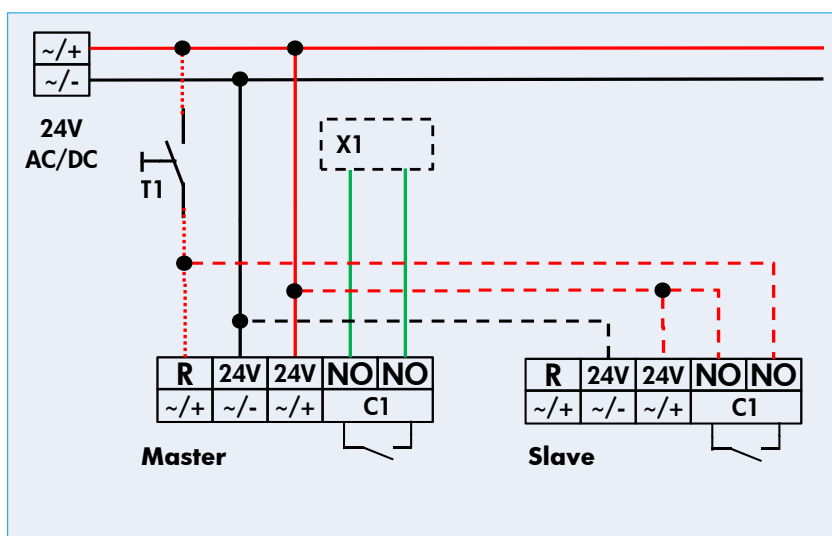 ~/+
~/-
24V
AC/DC
T1
X1
R 24V 24V NO NO
~/+ ~/- ~/+ C1
Master
R 24V 24V NO NO
~/+ ~/- ~/+ C1
Slave